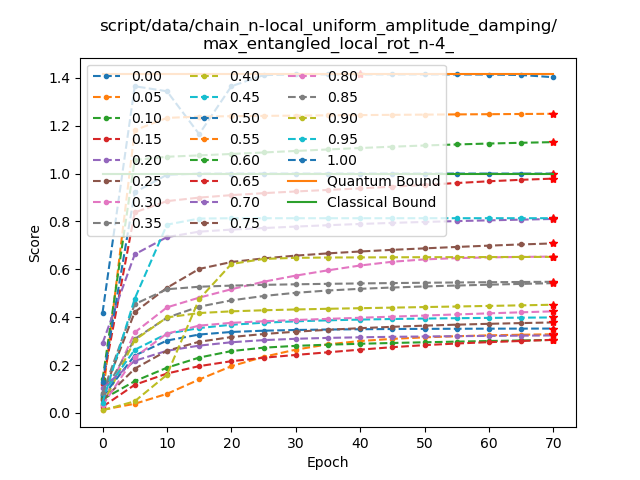 script/data/chain_n-local_uniform_amplitude_damping/
max_entangled_local_rot_n-4_
1.4
1.2
1.0
0.8
0.6
0.4
0.2
0.0
Score
0.00 0.40 0.80
0.05 0.45 0.85
0.10 0.50 0.90
0.15 0.55 0.95
0.20 0.60 1.00
0.25 0.65 Quantum Bound
0.30 0.70 Classical Bound
0.35 0.75
0 10 20 30 40 50 60 70
Epoch